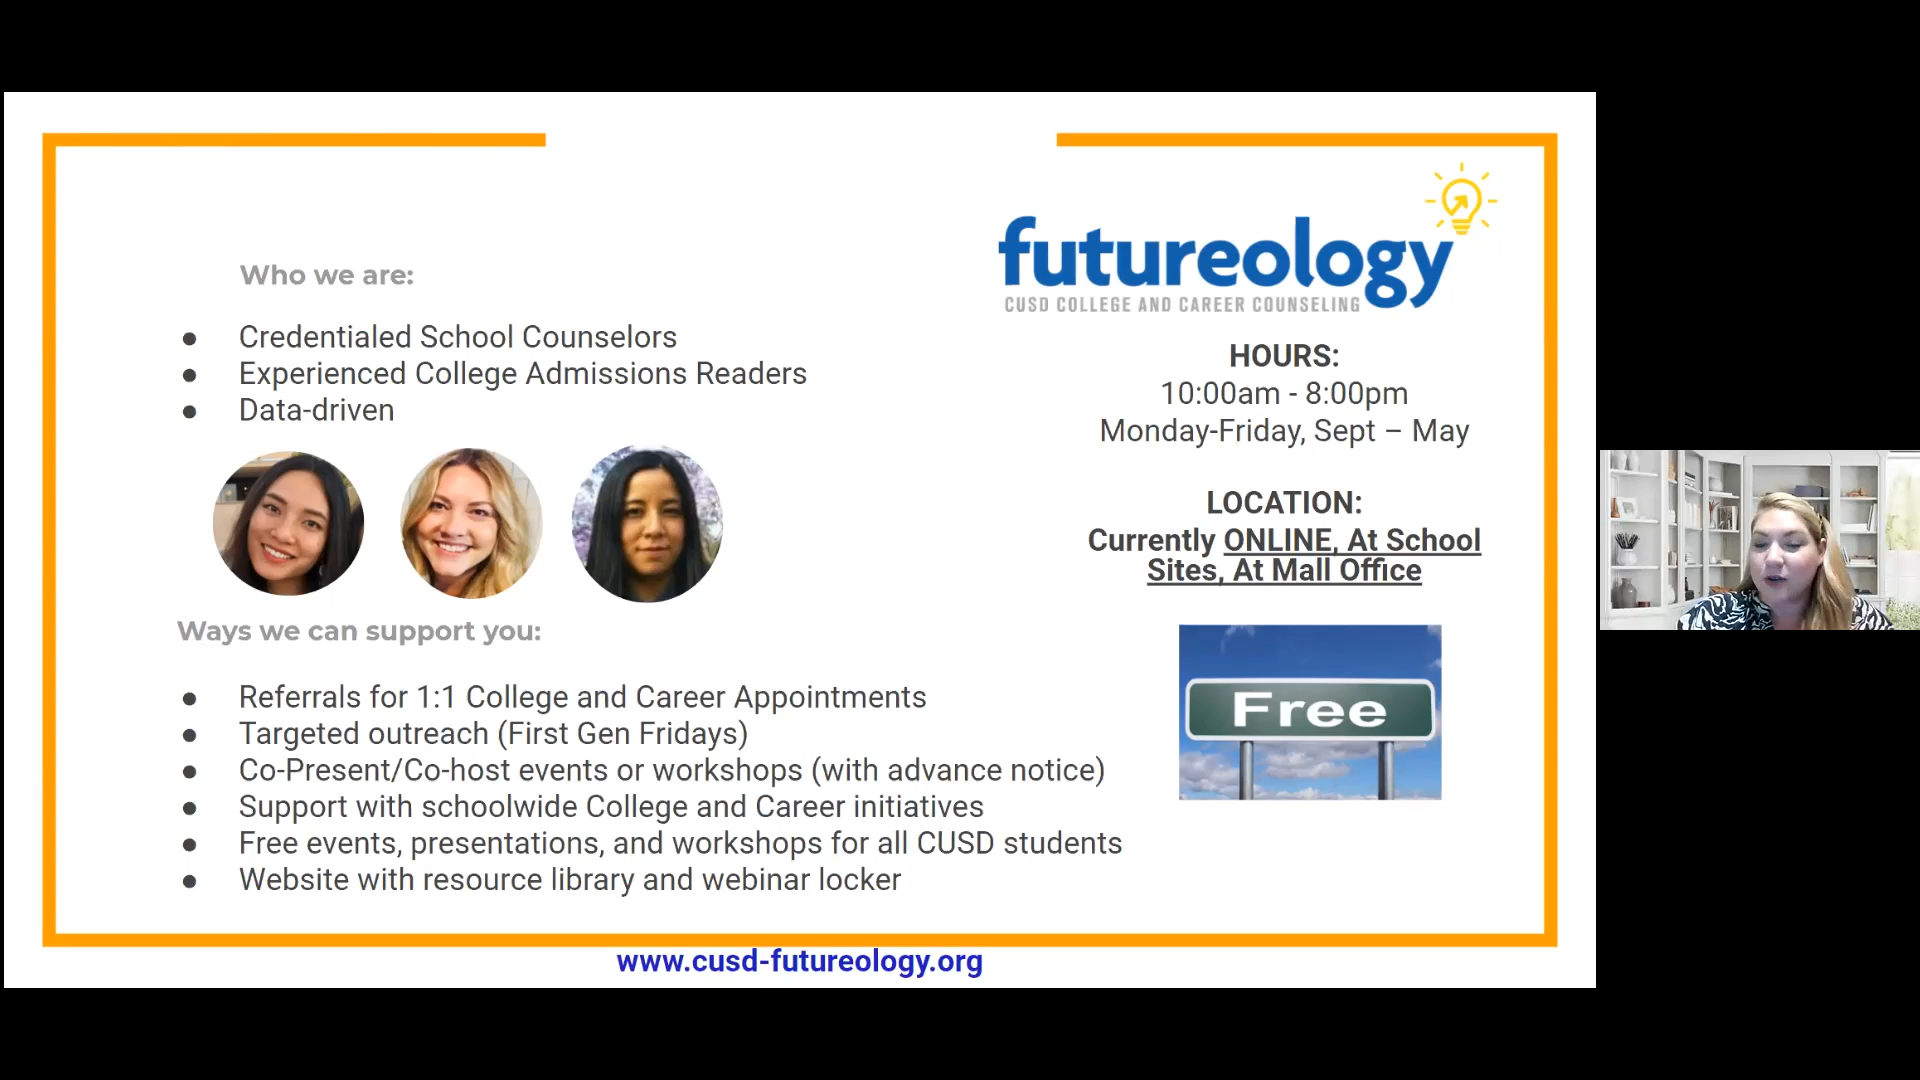 Who we are:
Credentialed School Counselors
Experienced College Admissions Readers
Data-driven
Ways we can support you:
Referrals for 1:1 College and Career Appointments
Targeted outreach (First Gen Fridays)
Co-Present/Co-host events or workshops (with advance notice)
Support with schoolwide College and Career initiatives
Free events, presentations, and workshops for all CUSD students
Website with resource library and webinar locker
futureology
CUSD COLLEGE AND CAREER COUNSELING
HOURS:
10:00am - 8:00pm
Monday-Friday, Sept – May
LOCATION:
Currently ONLINE, At School
Sites, At Mall Office
Free
www.cusd-futureology.org